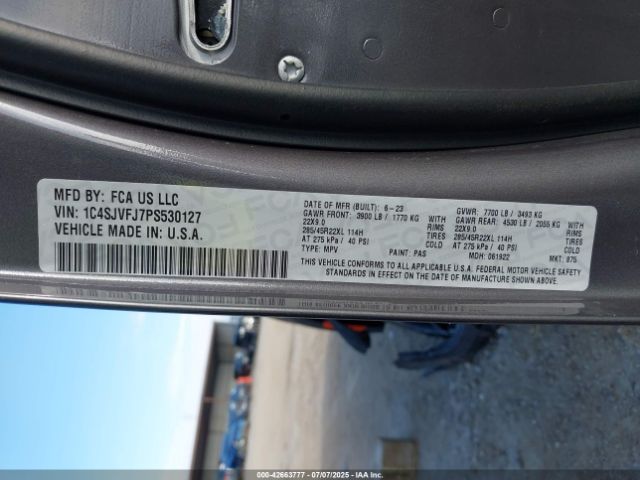 MFD BY: FCA US LLC
VIN: 1C4SJVFJ7PS530127
VEHICLE MADE IN: U.S.A.
DATE OF MFR (BUILT): 6-23
GAWR FRONT: 3900 LB / 1770 KG WITH
22X9.0 RIMS
285/45R22XL 114H TIRES
AT 275 kPa / 40 PSI COLD
TYPE: MPV PAINT: PAS
GVWR: 7700 LB / 3493 KG
GAWR REAR: 4530 LB / 2055 KG WITH
22X9.0 RIMS
285/45R22XL 114H TIRES
AT 275 kPa / 40 PSI COLD
MDH: 061922 MKT: 875
THIS VEHICLE CONFORMS TO ALL APPLICABLE U.S.A. FEDERAL MOTOR VEHICLE SAFETY
STANDARDS IN EFFECT ON THE DATE OF MANUFACTURE SHOWN ABOVE.
1 - 42663777 - 07/07/2025 - IAAI.COM